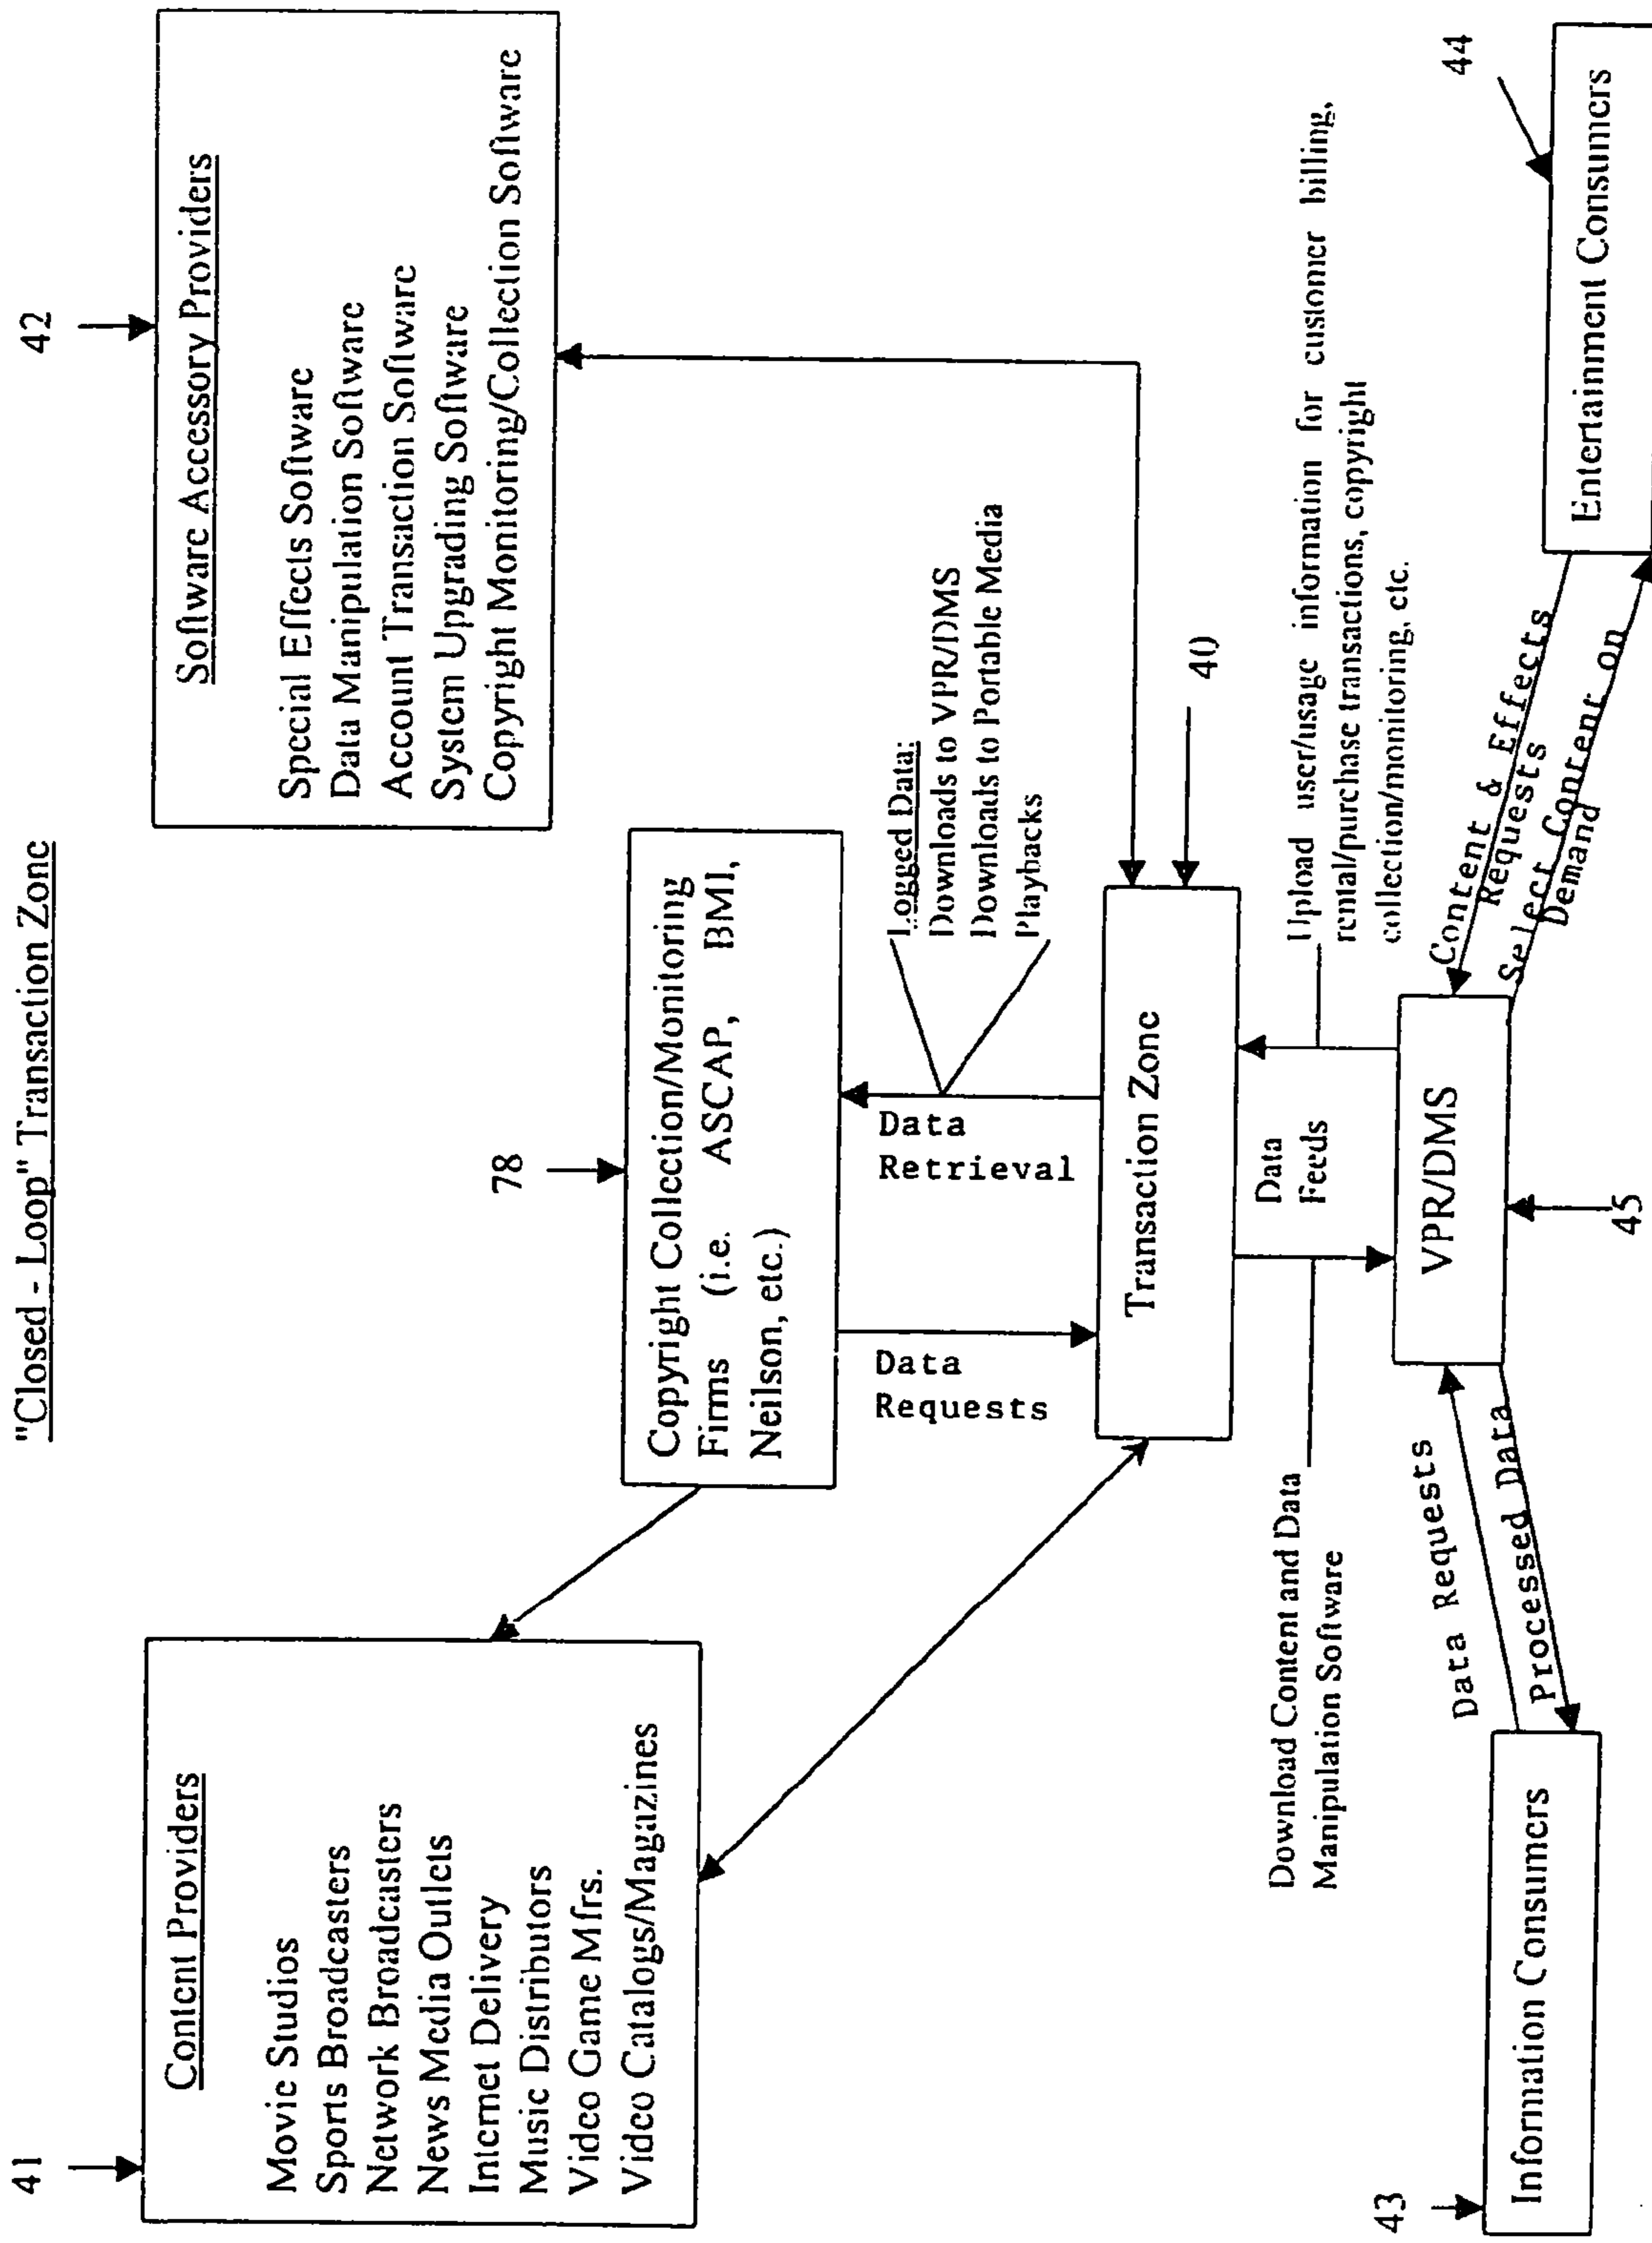 "Closed - Loop" Transaction Zone
41
Content Providers
Movie Studios
Sports Broadcasters
Network Broadcasters
News Media Outlets
Internet Delivery
Music Distributors
Video Game Mfrs.
Video Catalogs/Magazines
42
Software Accessory Providers
Special Effects Software
Data Manipulation Software
Account Transaction Software
System Upgrading Software
Copyright Monitoring/Collection Software
78
Copyright Collection/Monitoring
Firms (i.e. ASCAP, BMI,
Neilson, etc.)
Data
Requests
Data
Retrieval
Logged Data:
Downloads to VPR/DMS
Downloads to Portable Media
Playbacks
Transaction Zone
40
Download Content and Data
Manipulation Software
Data
Feeds
Upload user/usage information for customer billing,
rental/purchase transactions, copyright
collection/monitoring, etc.
VPR/DMS
45
Data Requests
Processed Data
Content & Effects
Requests
Select Content on
Demand
43
Information Consumers
44
Entertainment Consumers